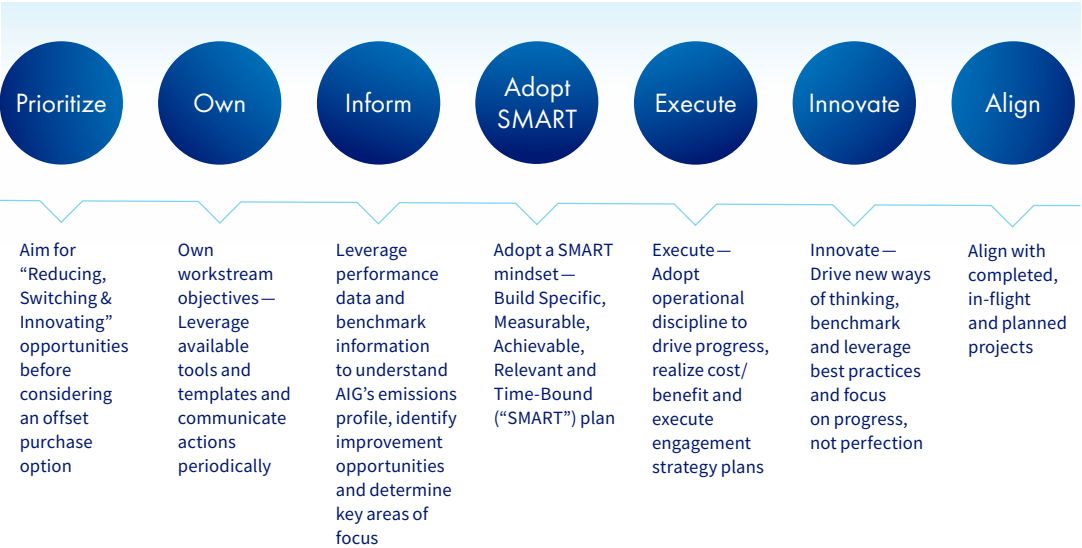 Prioritize
Own
Inform
Adopt
SMART
Execute
Innovate
Align
Aim for
“Reducing,
Switching &
Innovating”
opportunities
before
considering
an offset
purchase
option
Own
workstream
objectives—
Leverage
available
tools and
templates and
communicate
actions
periodically
Leverage
performance
data and
benchmark
information
to understand
AIG’s emissions
profile, identify
improvement
opportunities
and determine
key areas of
focus
Adopt a SMART
mindset—
Build Specific,
Measurable,
Achievable,
Relevant and
Time-Bound
(“SMART”) plan
Execute—
Adopt
operational
discipline to
drive progress,
realize cost/
benefit and
execute
engagement
strategy plans
Innovate—
Drive new ways
of thinking,
benchmark
and leverage
best practices
and focus
on progress,
not perfection
Align with
completed,
in-flight
and planned
projects